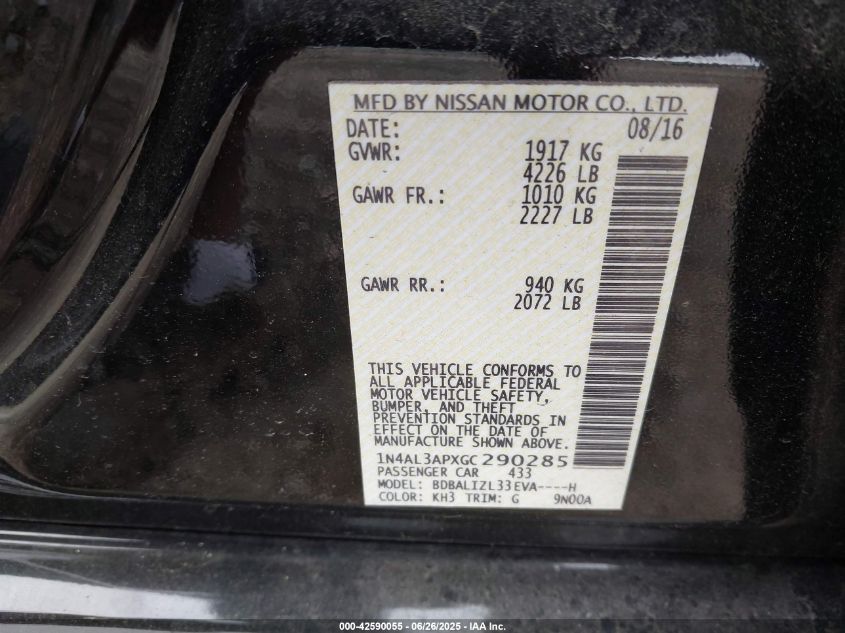 MFD BY NISSAN MOTOR CO., LTD.
DATE: 08/16
GVWR: 1917 KG
4226 LB
GAWR FR.: 1010 KG
2227 LB
GAWR RR.: 940 KG
2072 LB
THIS VEHICLE CONFORMS TO
ALL APPLICABLE FEDERAL
MOTOR VEHICLE SAFETY,
BUMPER, AND THEFT
PREVENTION STANDARDS IN
EFFECT ON THE DATE OF
MANUFACTURE SHOWN ABOVE.
1N4AL3APXGC290285
PASSENGER CAR 433
MODEL: BDBALIZL33EVA----H
COLOR: KH3 TRIM: G 9N00A
000-42590055 - 06/26/2025 - IAA Inc.